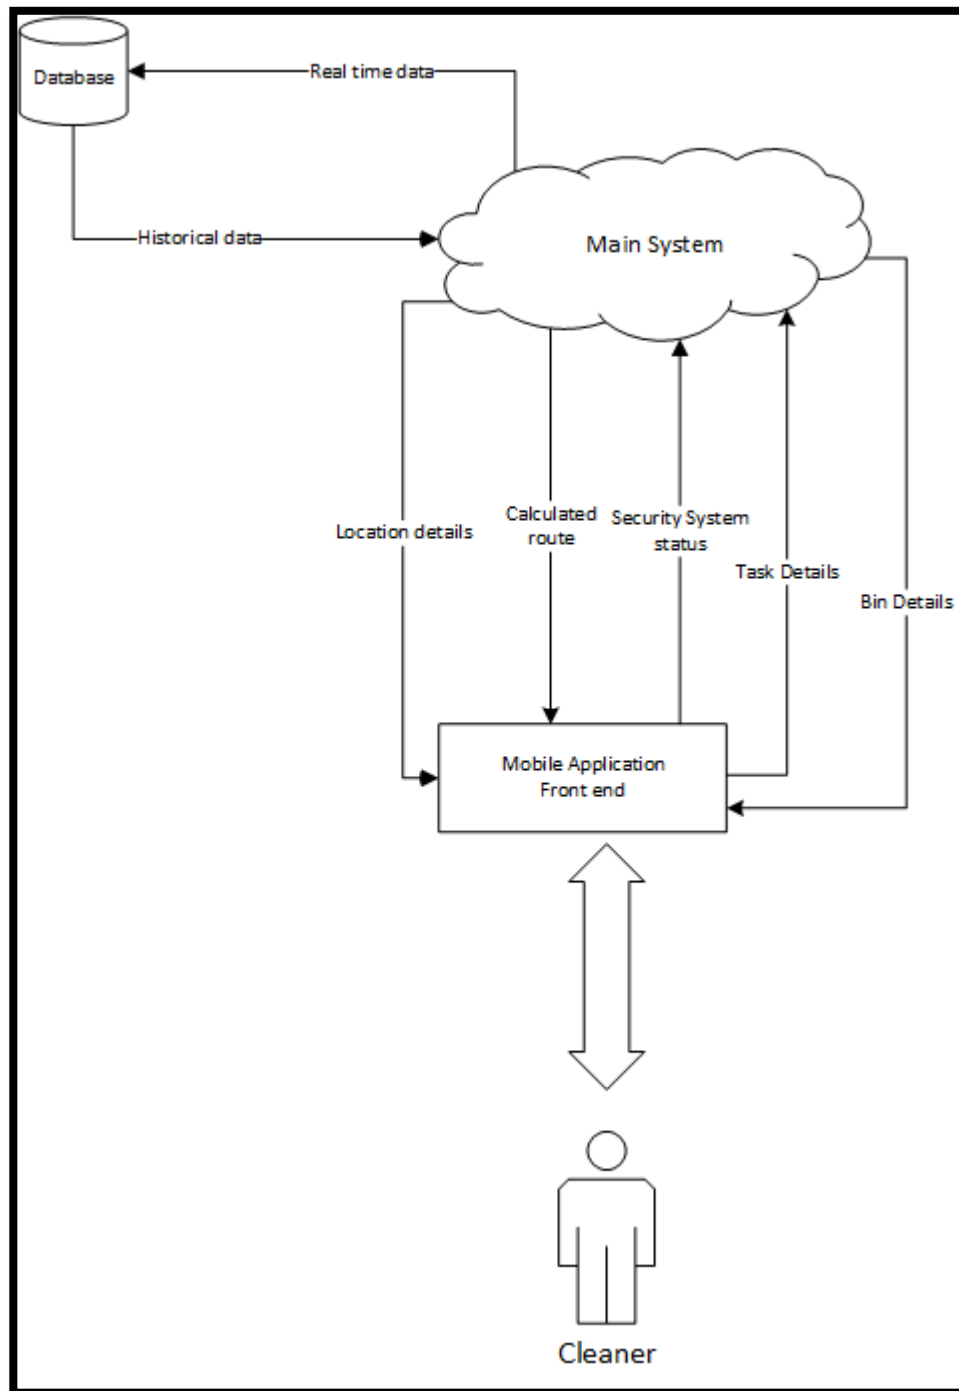 Database
Real time data
Historical data
Main System
Location details
Calculated
route
Security System
status
Task Details
Bin Details
Mobile Application
Front end
Cleaner